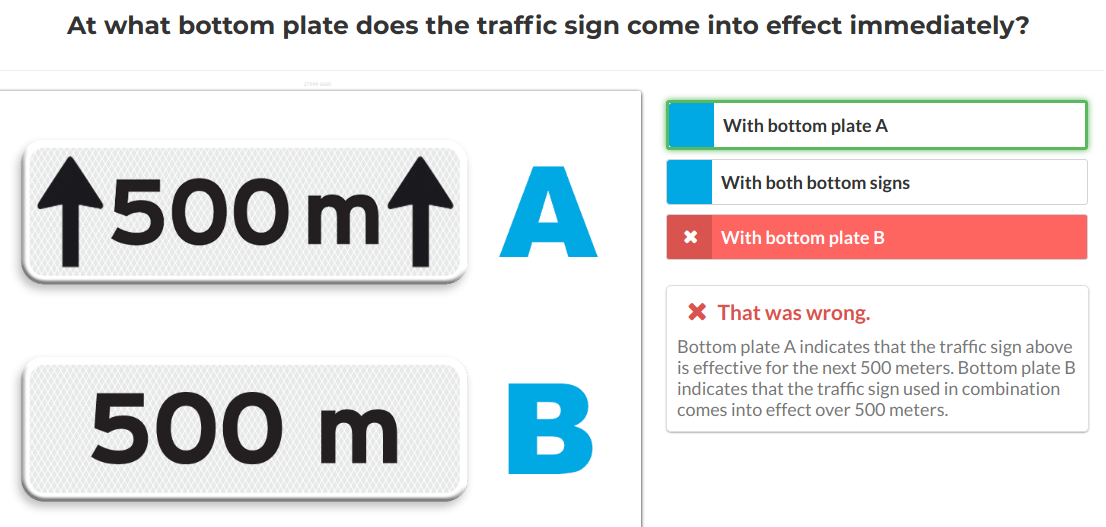 At what bottom plate does the traffic sign come into effect immediately?
500 m
A
500 m
B
With bottom plate A
With both bottom signs
With bottom plate B
That was wrong.
Bottom plate A indicates that the traffic sign above
is effective for the next 500 meters. Bottom plate B
indicates that the traffic sign used in combination
comes into effect over 500 meters.